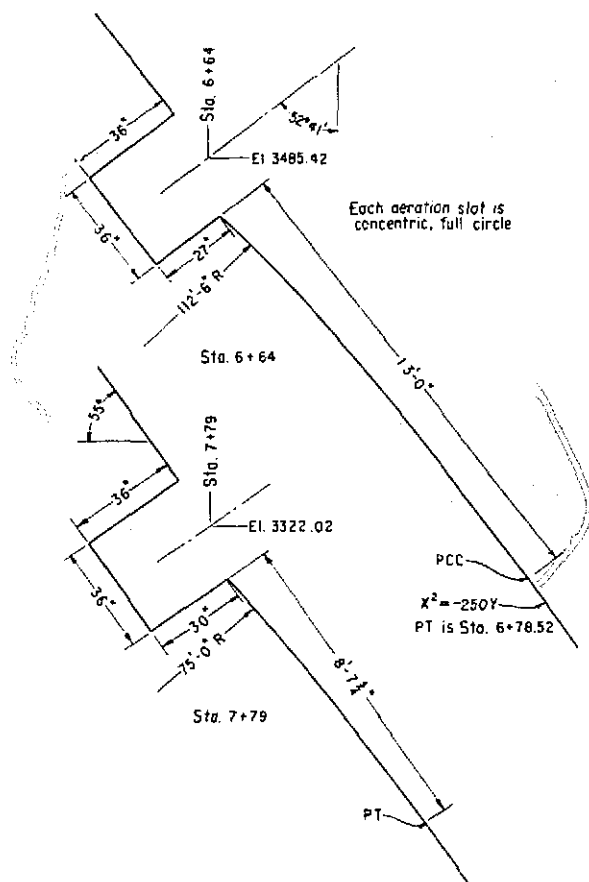 Sta. 6+64
36"
52°41'
El 3485.42
Each aeration slot is
concentric, full circle
36"
27"
112'-6" R
Sta. 6+64
13'-0"
55°
Sta. 7+79
36"
El. 3322.02
PCC
X² = -250Y
PT is Sta. 6+78.52
36"
30"
75'-0" R
8'-7¾"
Sta. 7+79
PT